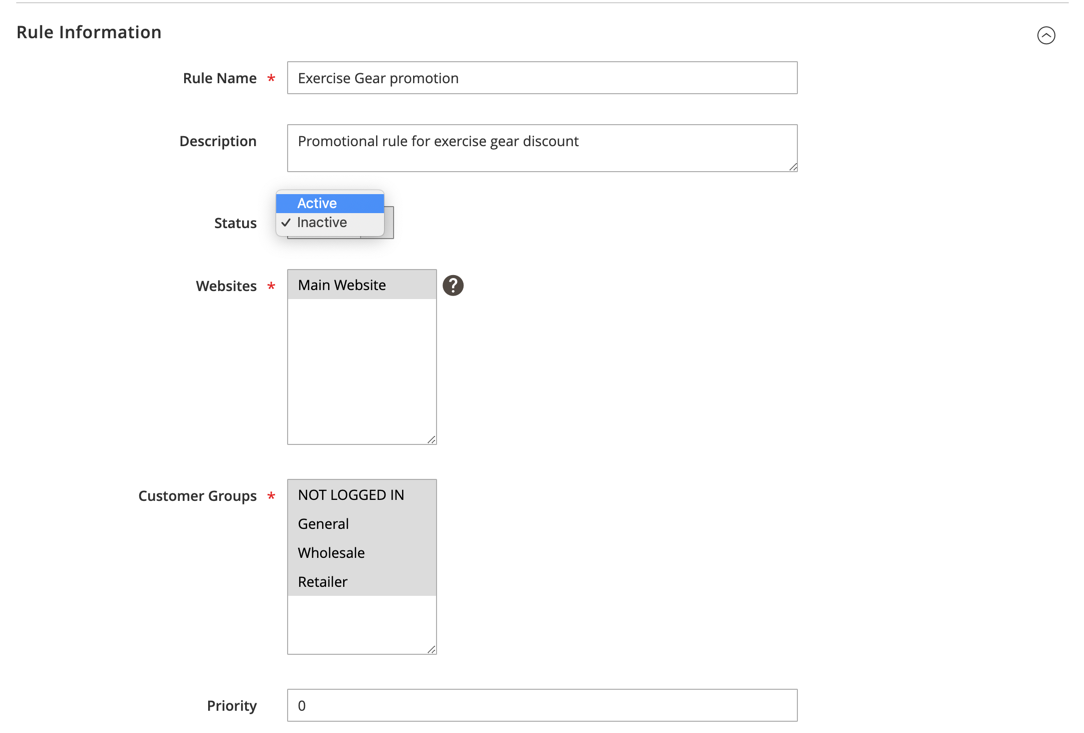 Rule Information
Rule Name *
Exercise Gear promotion
Description
Promotional rule for exercise gear discount
Status
Active
✓ Inactive
Websites *
Main Website
?
Customer Groups *
NOT LOGGED IN
General
Wholesale
Retailer
Priority
0